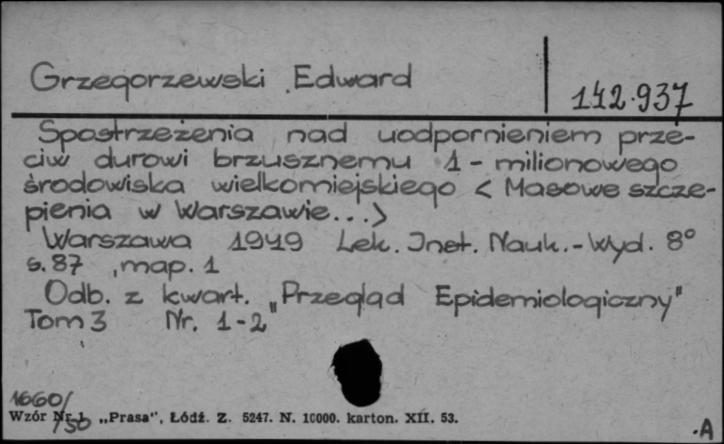 Grzegorzewski Edward
142.937
Spostrzeżenia nad uodpornieniem prze-
ciw durowi brzusznemu 1-milionowego
środowiska wielkomiejskiego < Masowe szcze-
pienia w Warszawie...>
Warszawa 1949 Lek. Inst. Nauk.-Wyd. 8°
s. 87, map. 1
Odb. z kwart. "Przegląd Epidemiologiczny"
Tom 3 Nr. 1-2
1660/50
Wzór Nr 1 „Prasa", Łódź. Z. 5247. N. 10000. karton. XII. 53.
.A